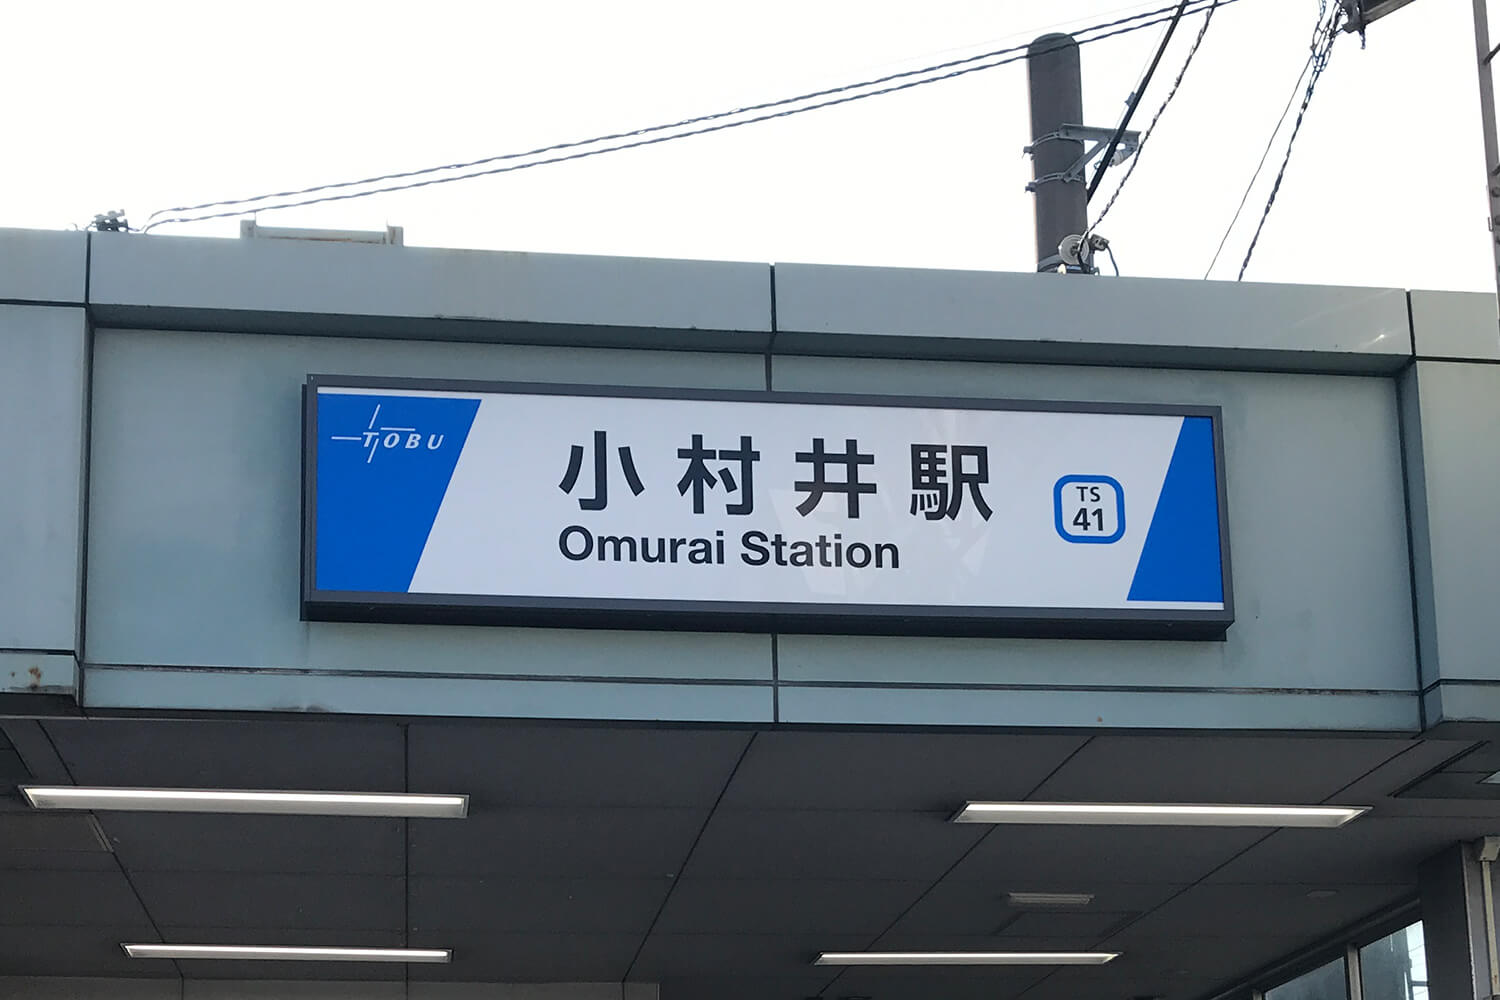 TOBU
小村井駅
Omurai Station
TS
41